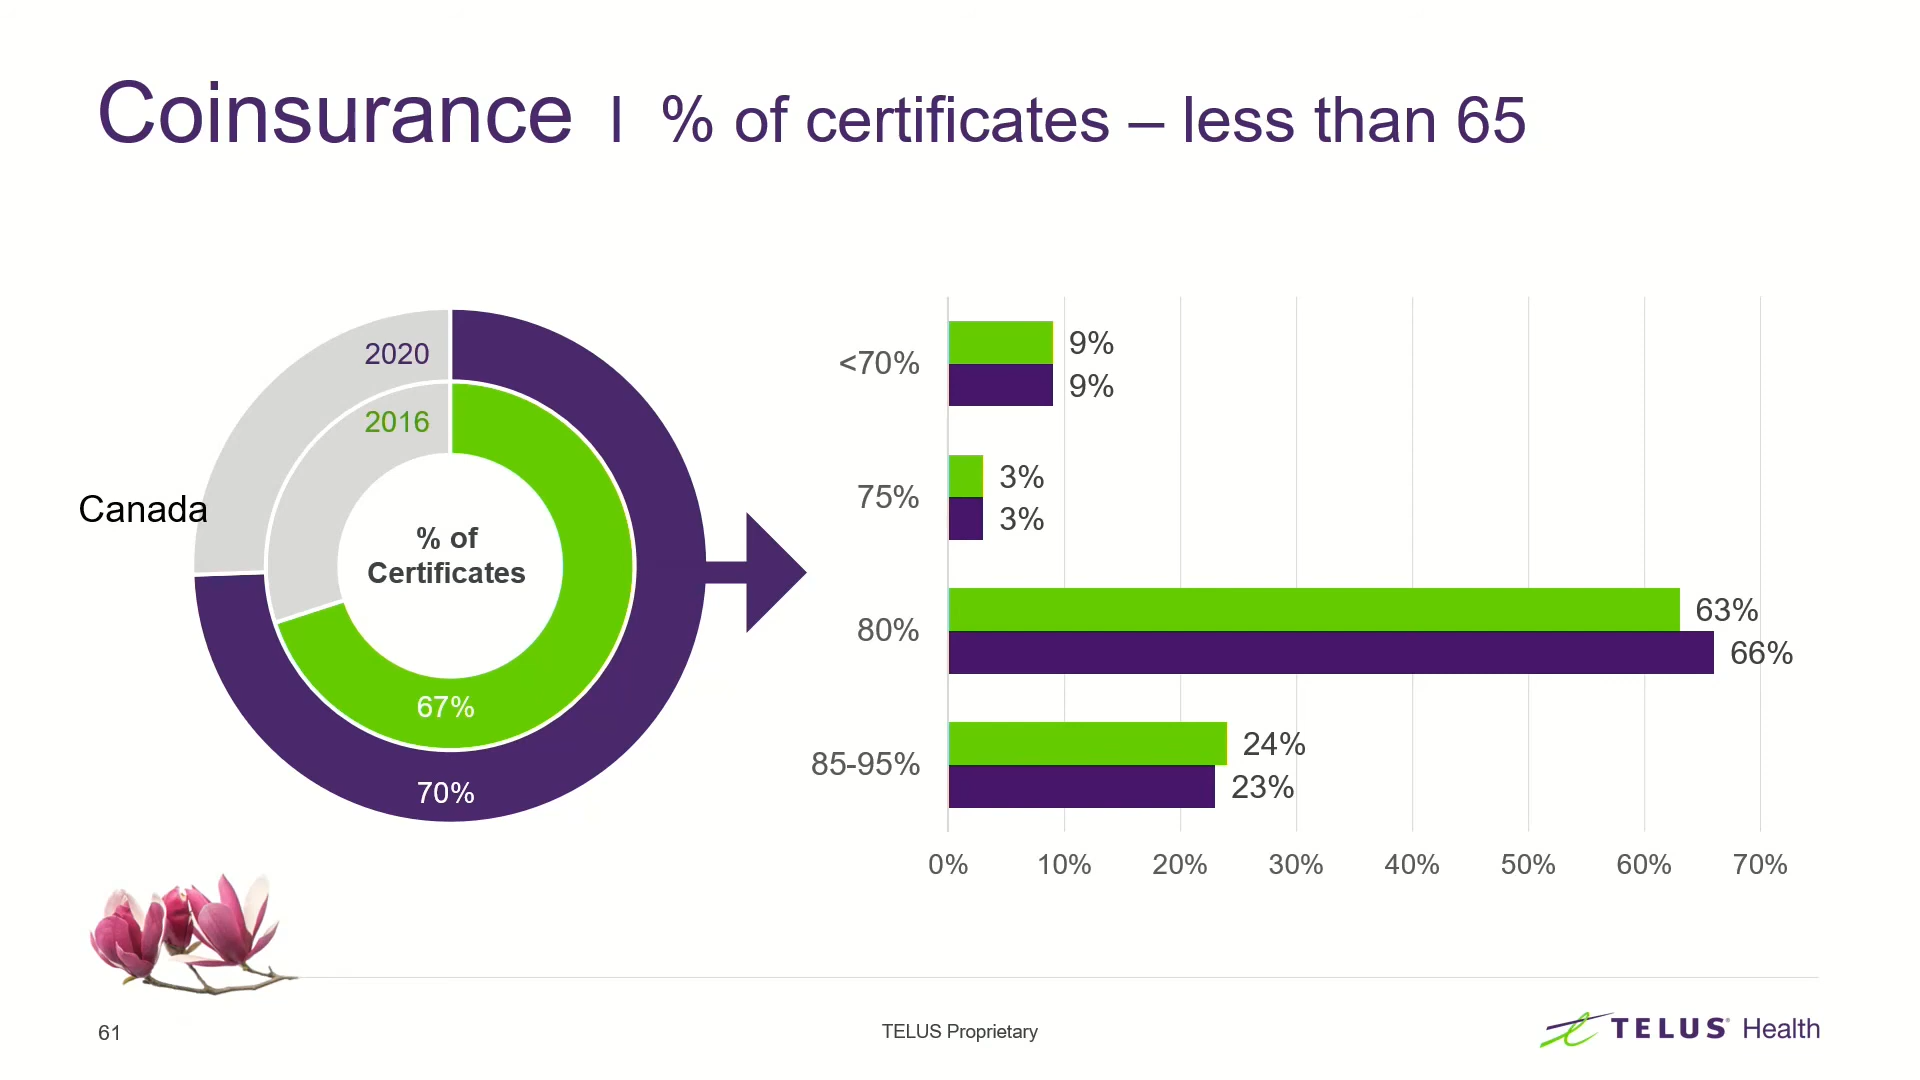 Coinsurance I % of certificates – less than 65
2020
2016
Canada
% of
Certificates
67%
70%
<70%
9%
9%
75%
3%
3%
80%
63%
66%
85-95%
24%
23%
0% 10% 20% 30% 40% 50% 60% 70%
61
TELUS Proprietary
TELUS® Health